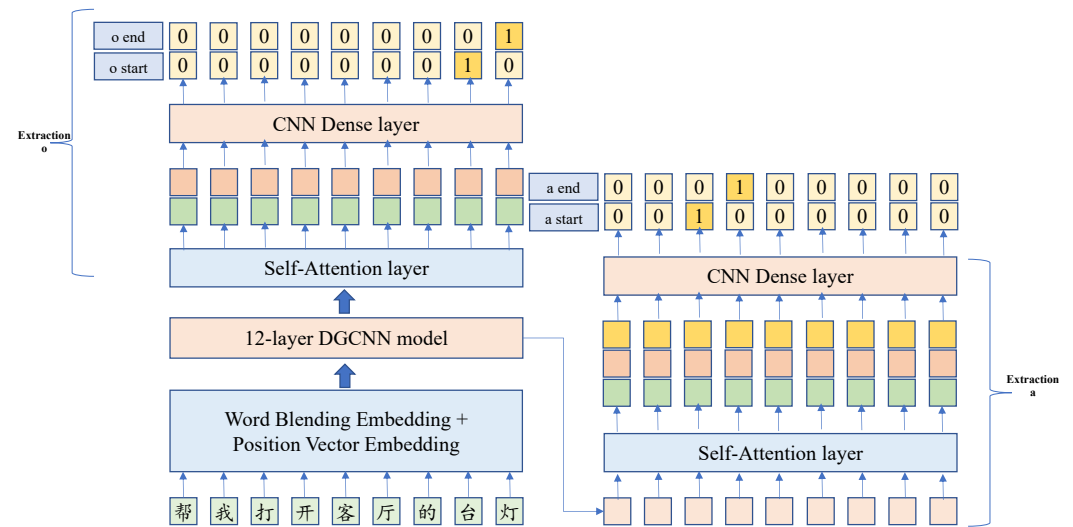 o end 0 0 0 0 0 0 0 0 1
o start 0 0 0 0 0 0 0 1 0
CNN Dense layer
Extraction
o
Self-Attention layer
12-layer DGCNN model
Word Blending Embedding +
Position Vector Embedding
帮 我 打 开 客 厅 的 台 灯
a end 0 0 0 1 0 0 0 0 0
a start 0 0 1 0 0 0 0 0 0
CNN Dense layer
Extraction
a
Self-Attention layer